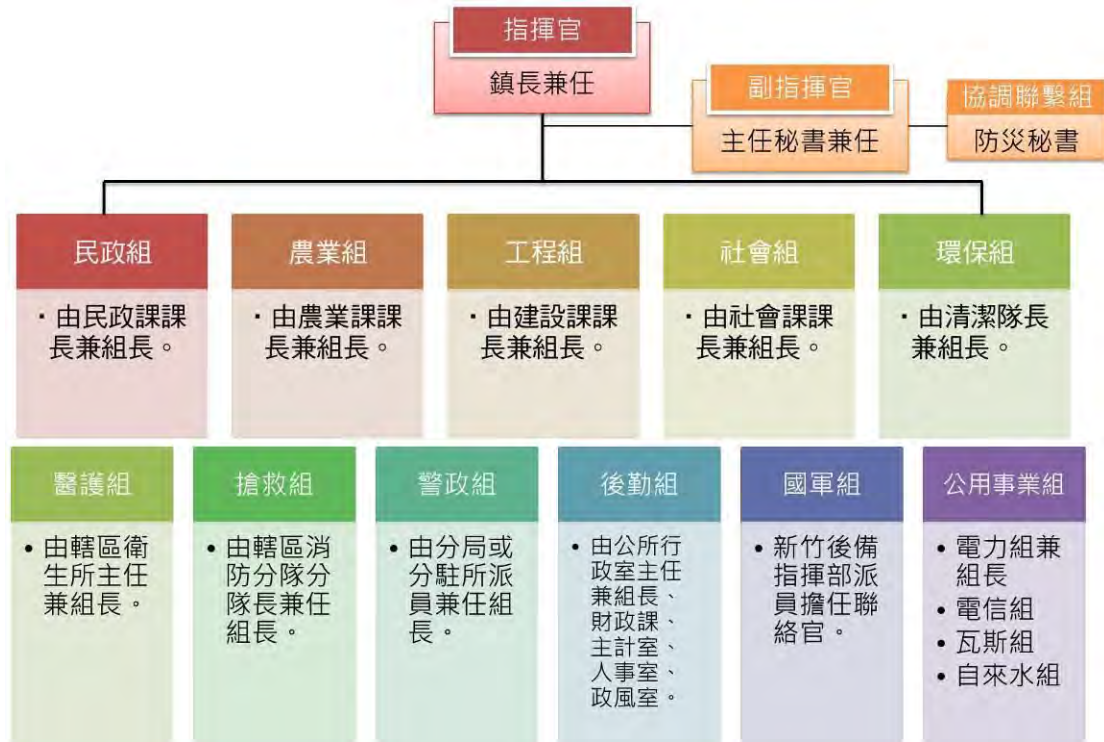 指揮官
鎮長兼任
副指揮官
主任秘書兼任
協調聯繫組
防災秘書
民政組
・由民政課課
長兼組長。
農業組
・由農業課課
長兼組長。
工程組
・由建設課課
長兼組長。
社會組
・由社會課課
長兼組長。
環保組
・由清潔隊長
兼組長。
醫護組
• 由轄區衛
生所主任
兼組長。
搶救組
• 由轄區消
防分隊分
隊長兼任
組長。
警政組
• 由分局或
分駐所派
員兼任組
長。
後勤組
• 由公所行
政室主任
兼組長、
財政課、
主計室、
人事室、
政風室。
國軍組
• 新竹後備
指揮部派
員擔任聯
絡官。
公用事業組
• 電力組兼
組長
• 電信組
• 瓦斯組
• 自來水組